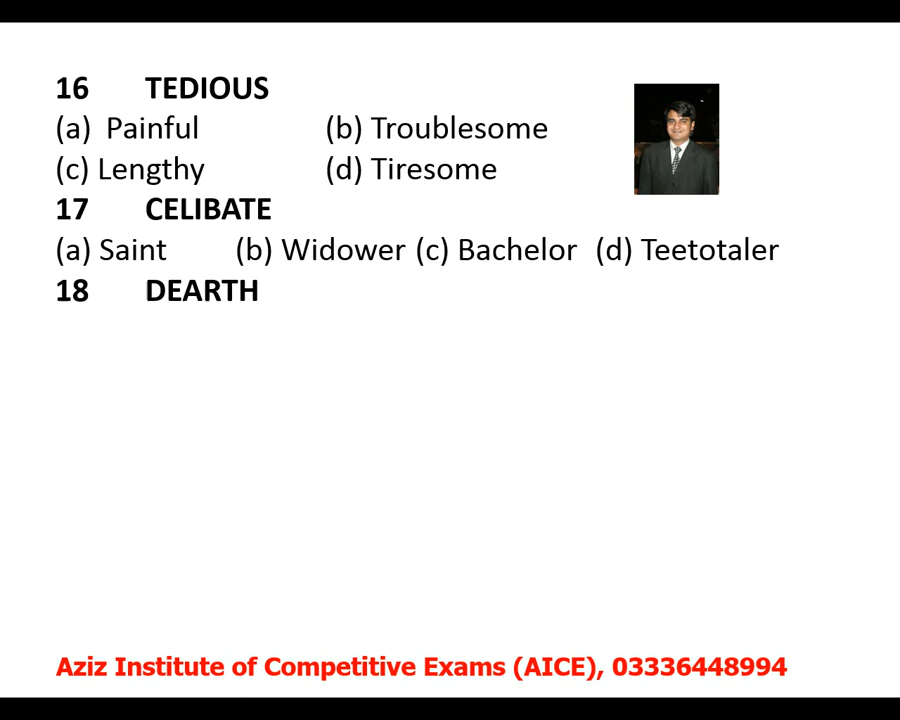 16 TEDIOUS
(a) Painful (b) Troublesome
(c) Lengthy (d) Tiresome
17 CELIBATE
(a) Saint (b) Widower (c) Bachelor (d) Teetotaler
18 DEARTH
Aziz Institute of Competitive Exams (AICE), 03336448994